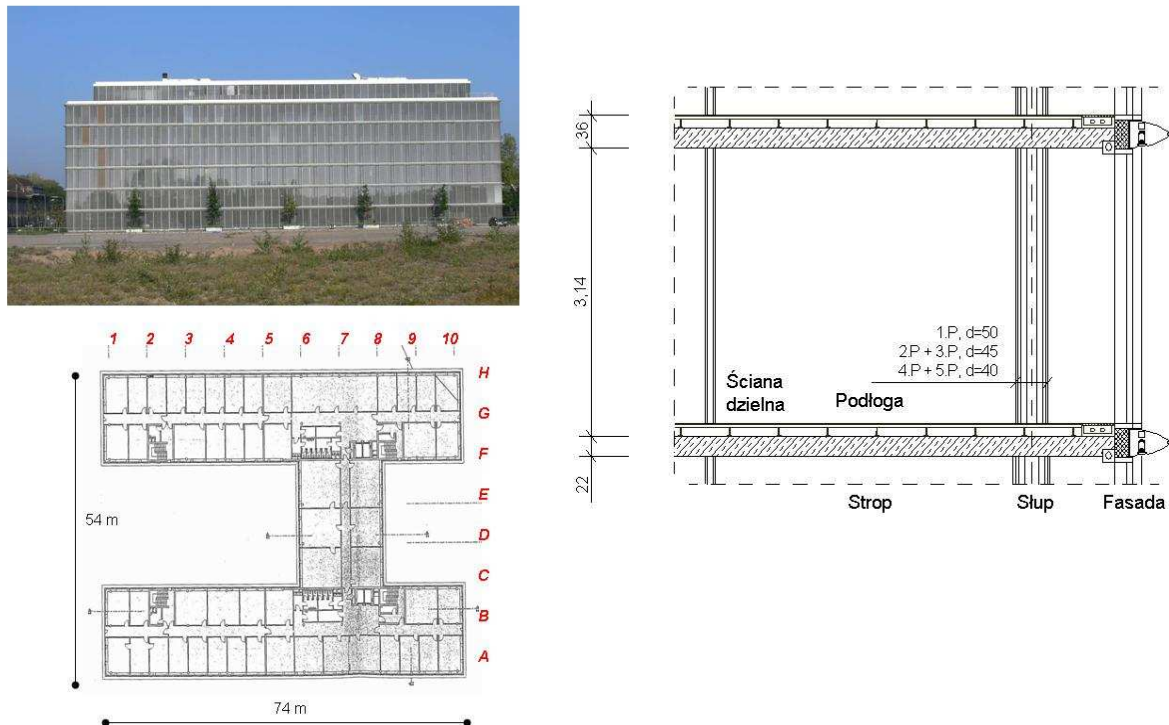 1 2 3 4 5 6 7 8 9 10
H
G
F
E
D
C
B
A
54 m
74 m
36
3,14
22
1.P, d=50
2.P + 3.P, d=45
4.P + 5.P, d=40
Ściana
dzielna
Podłoga
Strop
Słup
Fasada